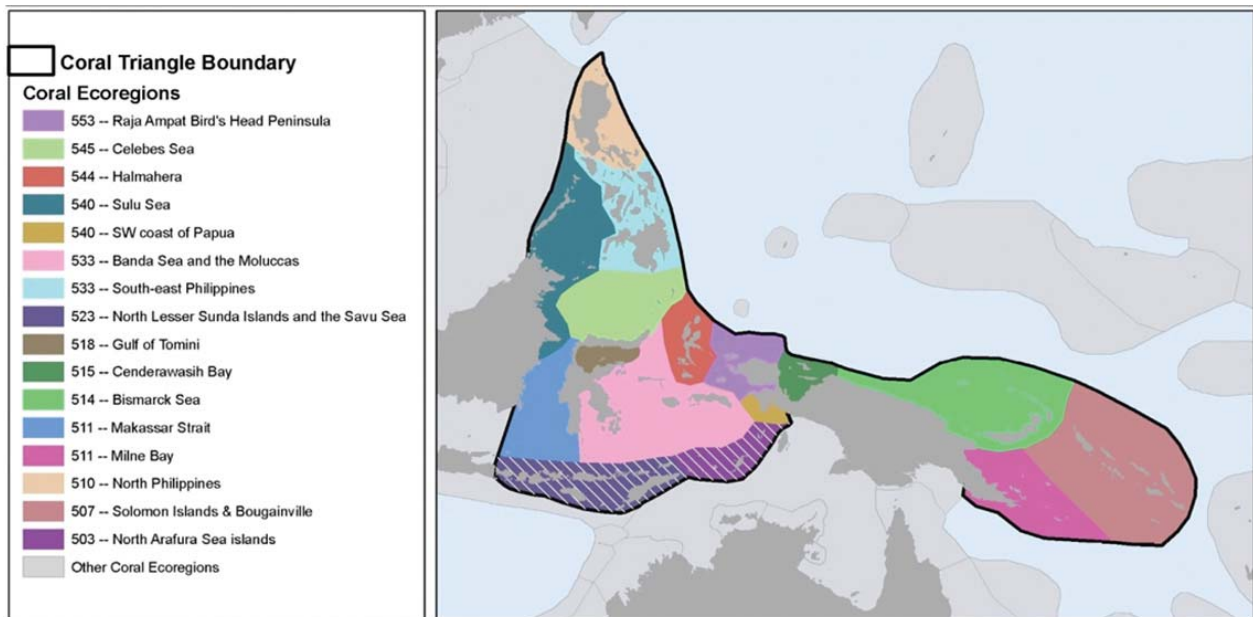 Coral Triangle Boundary
Coral Ecoregions
553 -- Raja Ampat Bird's Head Peninsula
545 -- Celebes Sea
544 -- Halmahera
540 -- Sulu Sea
540 -- SW coast of Papua
533 -- Banda Sea and the Moluccas
533 -- South-east Philippines
523 -- North Lesser Sunda Islands and the Savu Sea
518 -- Gulf of Tomini
515 -- Cenderawasih Bay
514 -- Bismarck Sea
511 -- Makassar Strait
511 -- Milne Bay
510 -- North Philippines
507 -- Solomon Islands & Bougainville
503 -- North Arafura Sea islands
Other Coral Ecoregions